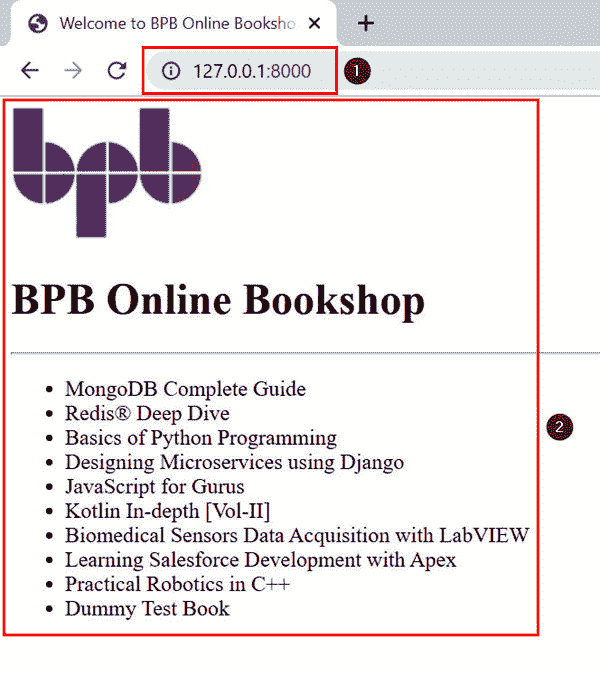 Welcome to BPB Online Booksho
127.0.0.1:8000
1
bpb
BPB Online Bookshop
• MongoDB Complete Guide
• Redis® Deep Dive
• Basics of Python Programming
• Designing Microservices using Django
• JavaScript for Gurus
• Kotlin In-depth [Vol-II]
• Biomedical Sensors Data Acquisition with LabVIEW
• Learning Salesforce Development with Apex
• Practical Robotics in C++
• Dummy Test Book
2